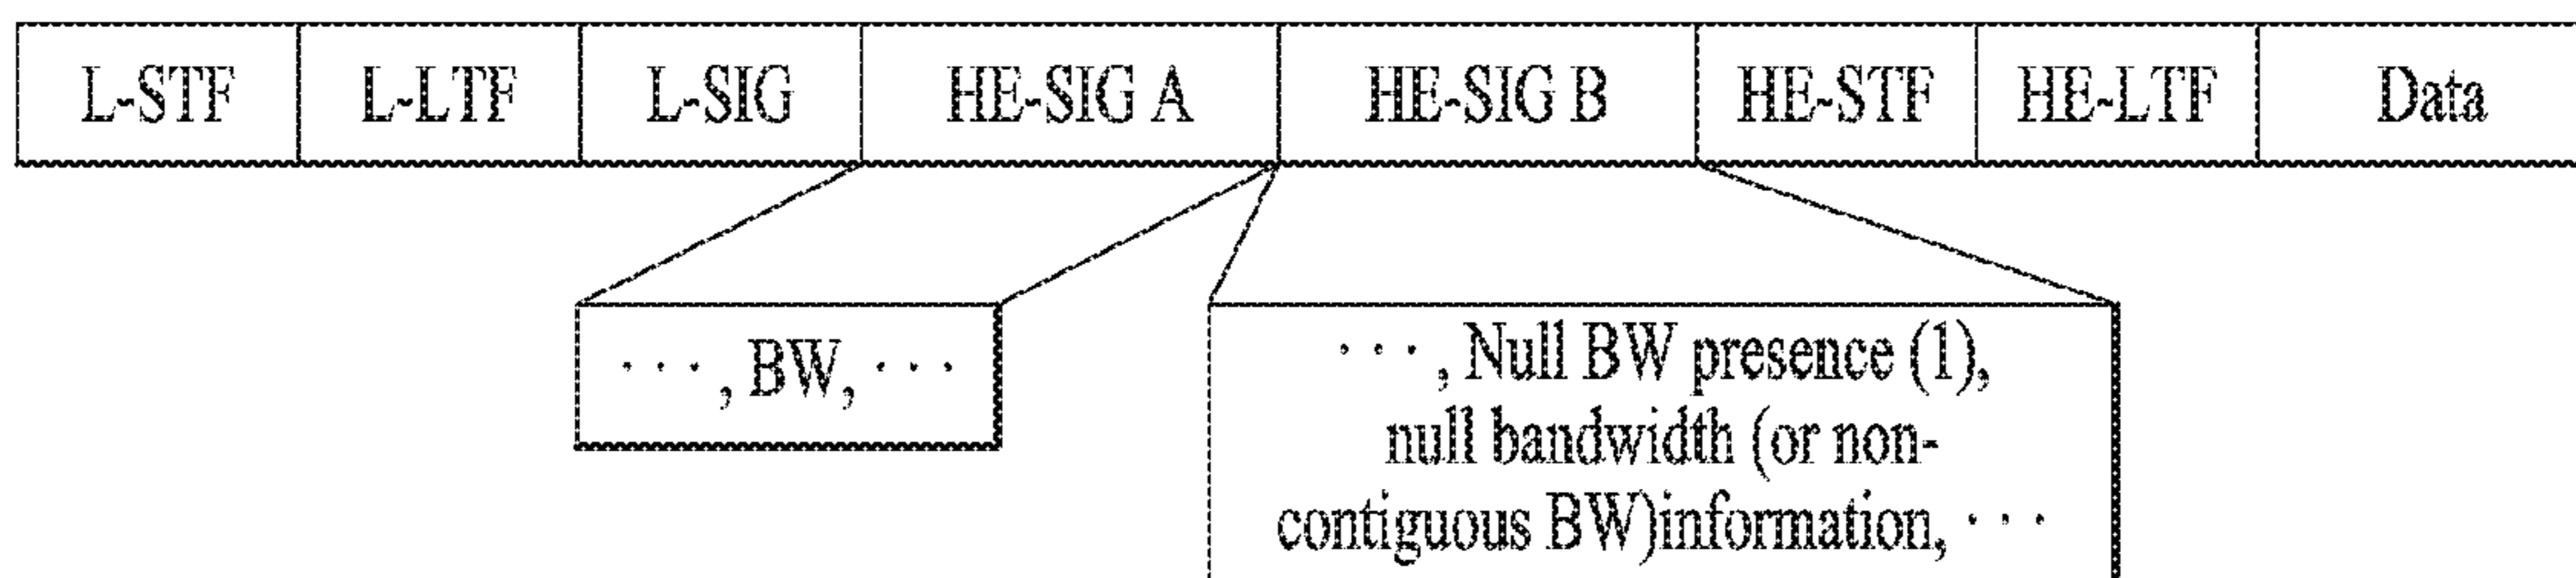 L-STF L-LTF L-SIG HE-SIG A HE-SIG B HE-STF HE-LTF Data
· · · , BW, · · ·
· · · , Null BW presence (1),
null bandwidth (or non-
contiguous BW)information, · · ·